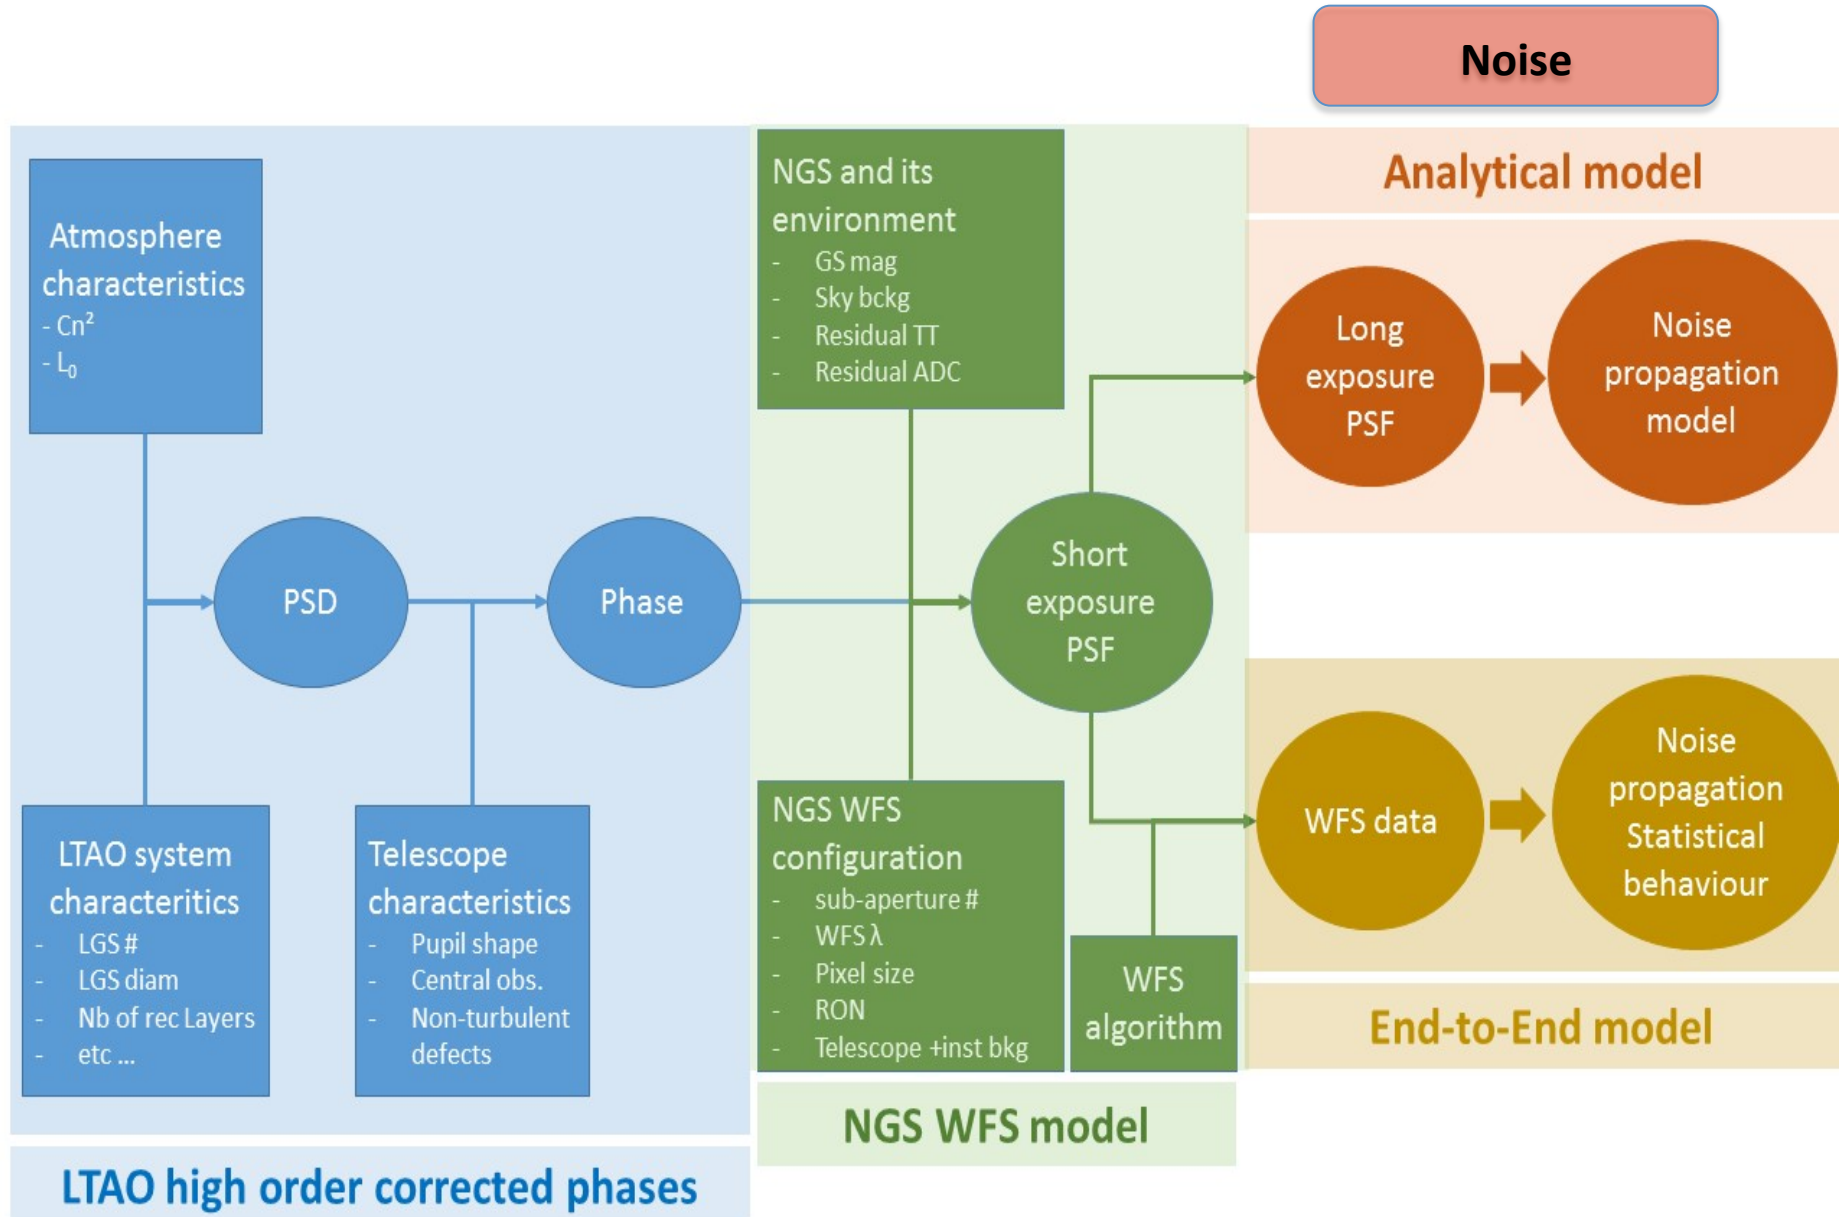 Noise
Analytical model
Atmosphere
characteristics
- Cn²
- L₀
NGS and its
environment
- GS mag
- Sky bckg
- Residual TT
- Residual ADC
Long
exposure
PSF
Noise
propagation
model
PSD
Phase
Short
exposure
PSF
LTAO system
characteritics
- LGS #
- LGS diam
- Nb of rec Layers
- etc ...
Telescope
characteristics
- Pupil shape
- Central obs.
- Non-turbulent
defects
NGS WFS
configuration
- sub-aperture #
- WFS λ
- Pixel size
- RON
- Telescope +inst bkg
WFS
algorithm
WFS data
Noise
propagation
Statistical
behaviour
End-to-End model
NGS WFS model
LTAO high order corrected phases